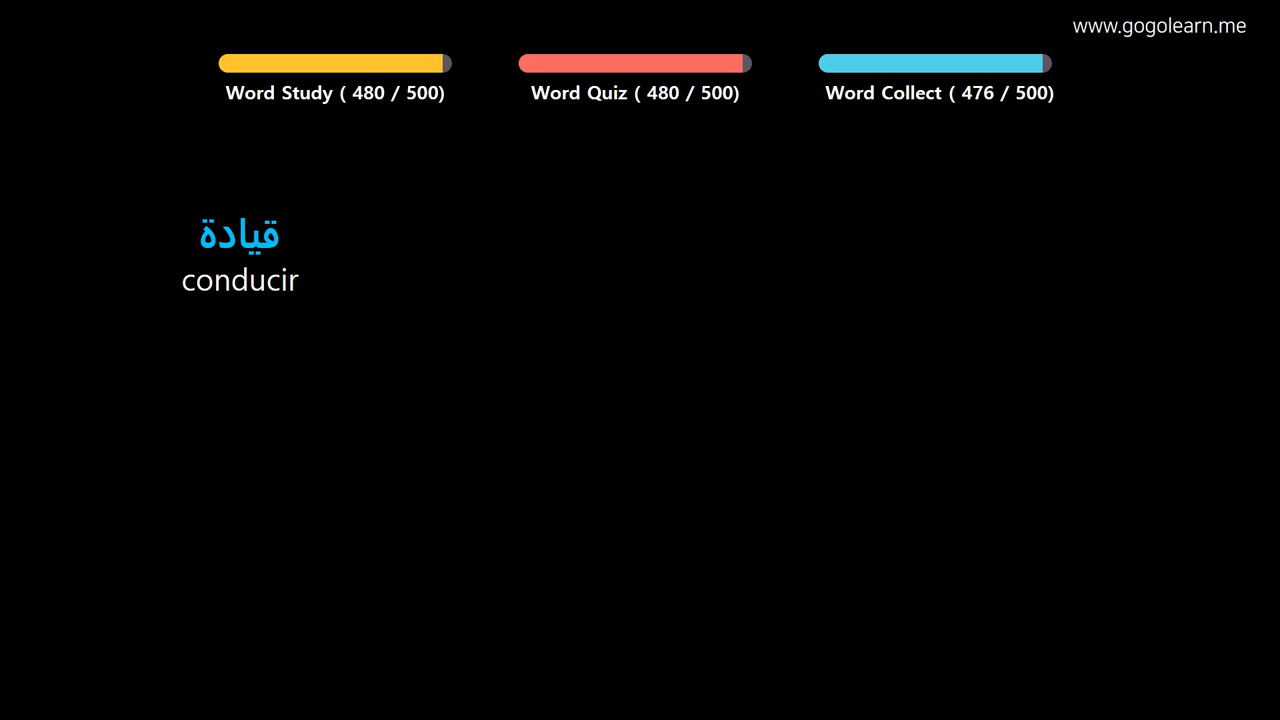 www.gogolearn.me
Word Study ( 480 / 500)
Word Quiz ( 480 / 500)
Word Collect ( 476 / 500)
قيادة
conducir